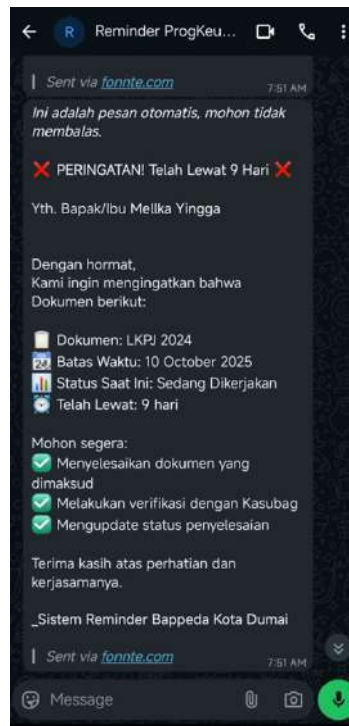 R Reminder ProgKeu...
Sent via fonnte.com
7:51 AM
Ini adalah pesan otomatis, mohon tidak
membalas.
❌ PERINGATAN! Telah Lewat 9 Hari ❌
Yth. Bapak/Ibu Mellka Yingga
Dengan hormat,
Kami ingin mengingatkan bahwa
Dokumen berikut:
📋 Dokumen: LKPJ 2024
📅 Batas Waktu: 10 October 2025
📊 Status Saat Ini: Sedang Dikerjakan
⏰ Telah Lewat: 9 hari
Mohon segera:
✅ Menyelesaikan dokumen yang
dimaksud
✅ Melakukan verifikasi dengan Kasubag
✅ Mengupdate status penyelesaian
Terima kasih atas perhatian dan
kerjasamanya.
_Sistem Reminder Bappeda Kota Dumai
Sent via fonnte.com
7:51 AM
Message